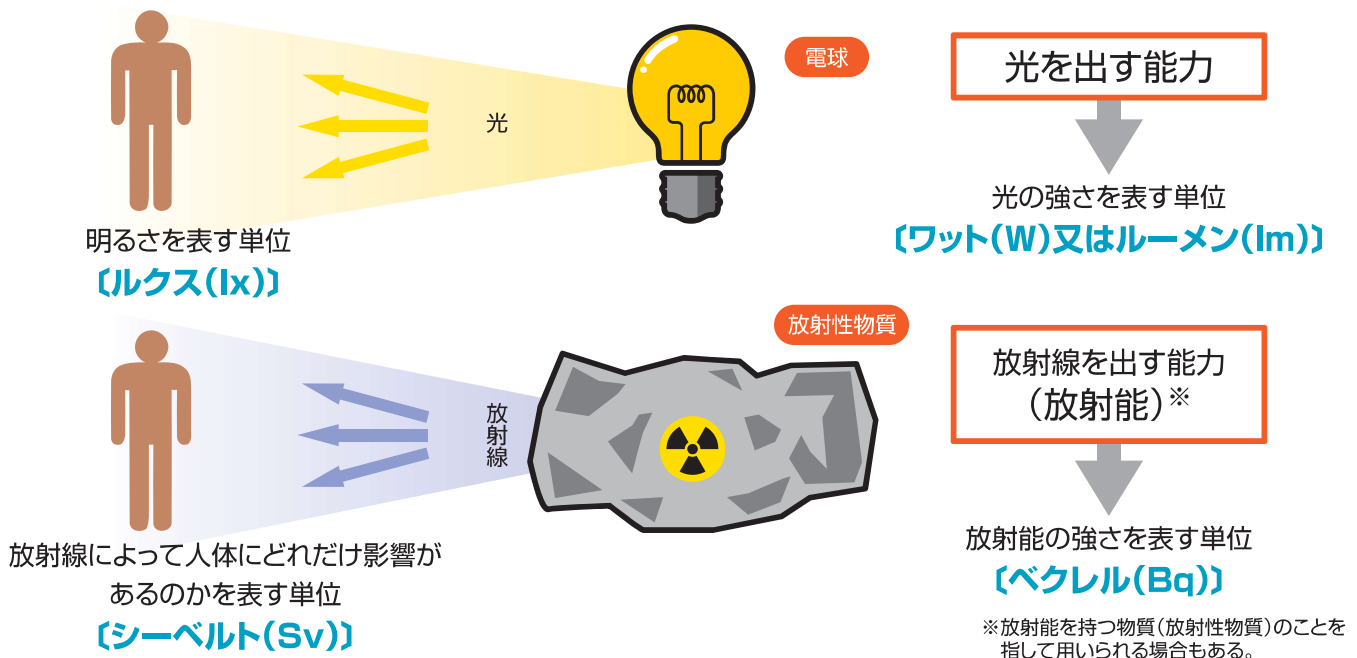 電球
光を出す能力
光
光の強さを表す単位
〔ワット(W)又はルーメン(lm)〕
明るさを表す単位
〔ルクス(lx)〕
放射性物質
放射線を出す能力
(放射能)※
放射線
放射能の強さを表す単位
〔ベクレル(Bq)〕
放射線によって人体にどれだけ影響が
あるのかを表す単位
〔シーベルト(Sv)〕
※放射能を持つ物質(放射性物質)のことを
指して用いられる場合もある。